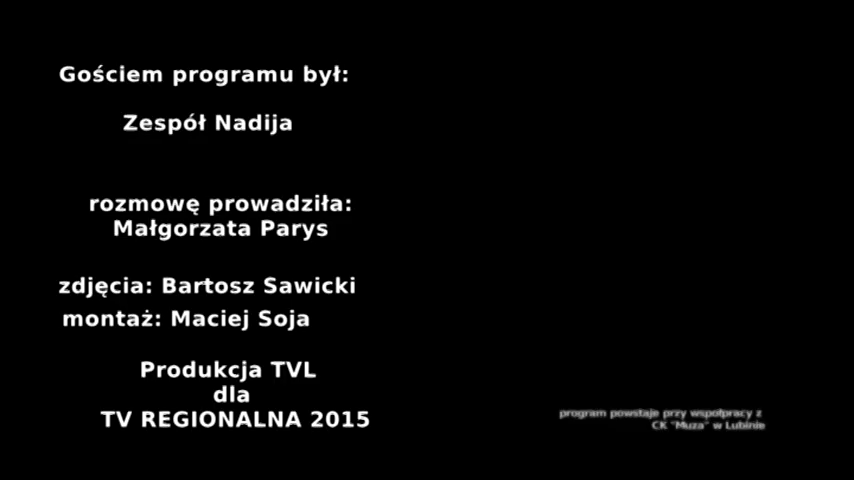 Gościem programu był:
Zespół Nadija
rozmowę prowadziła:
Małgorzata Parys
zdjęcia: Bartosz Sawicki
montaż: Maciej Soja
Produkcja TVL
dla
TV REGIONALNA 2015
program powstaje przy współpracy z
CK "Muza" w Lubinie